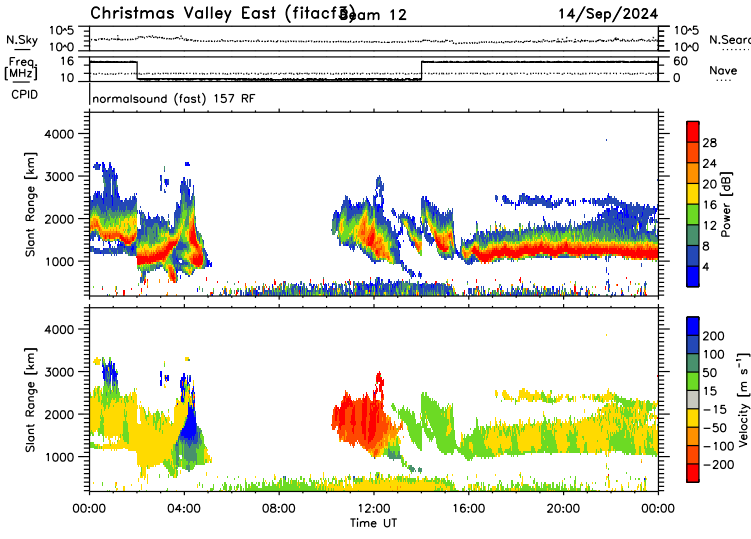 Christmas Valley East (fitacf3)
Beam 12
14/Sep/2024
N.Sky
10^5
10^0
10^5
10^0
N.Searc
Freq.
[MHz]
16
10
60
0
Nave
CPID
normalsound (fast) 157 RF
Slant Range [km]
4000
3000
2000
1000
28
24
20
16
12
8
4
Power [dB]
Slant Range [km]
4000
3000
2000
1000
200
100
50
15
-15
-50
-100
-200
Velocity [m s⁻¹]
00:00
04:00
08:00
12:00
16:00
20:00
00:00
Time UT